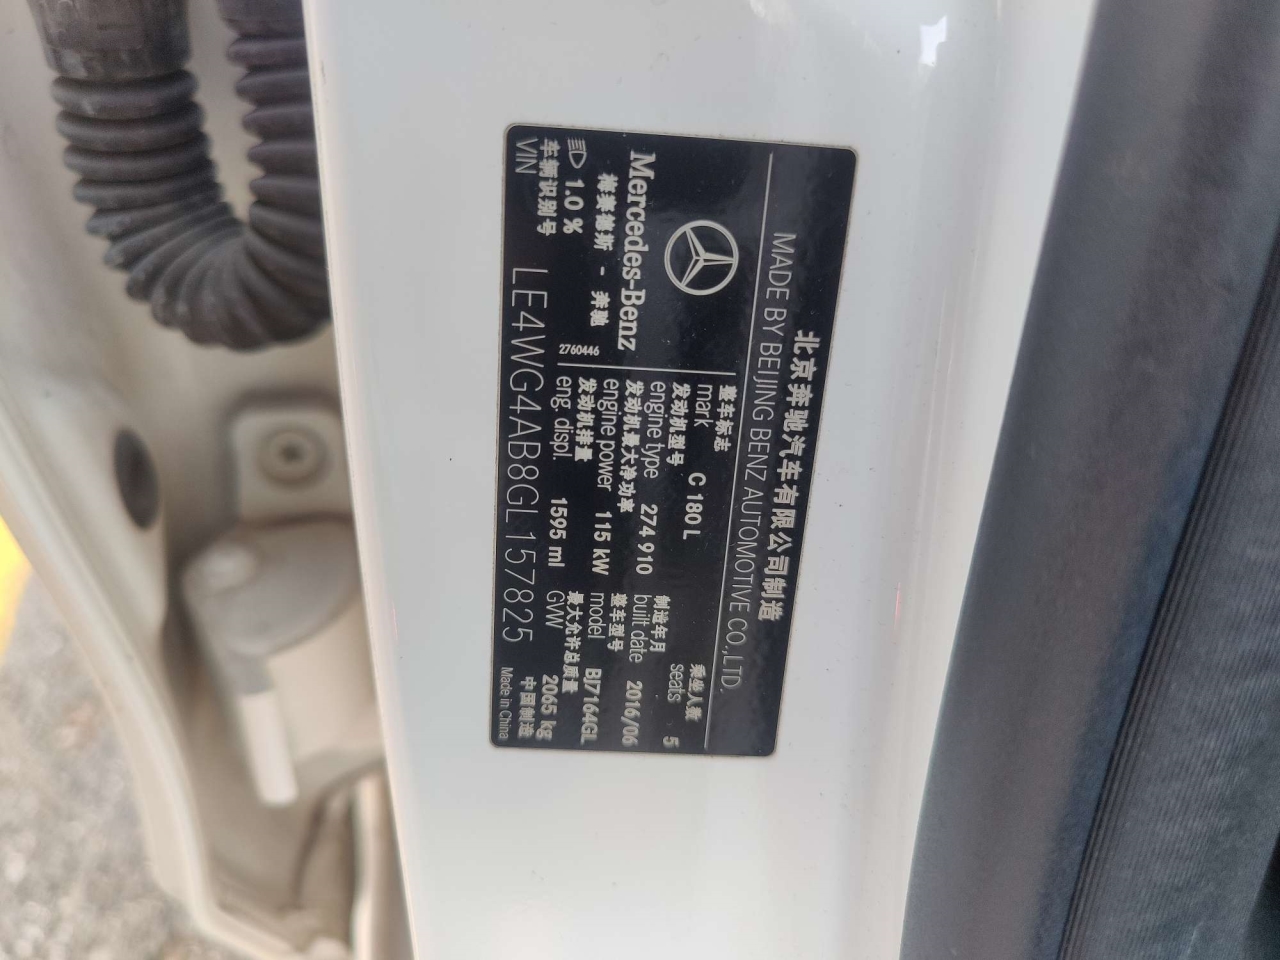 北京奔驰汽车有限公司制造
MADE BY BEIJING BENZ AUTOMOTIVE CO.,LTD.
乘坐人数
seats 5
整车标志
mark C 180 L
发动机型号
engine type 274 910
制造年月
built date 2016/06
Mercedes-Benz
梅赛德斯 - 奔驰
发动机最大净功率
engine power 115 kW
整车型号
model BJ7164GL
1.0 %
2760446
发动机排量
eng. displ. 1595 ml
最大允许总质量
GVW 2065 kg
车辆识别号
VIN LE4WG4AB8GL157825
中国制造
Made in China